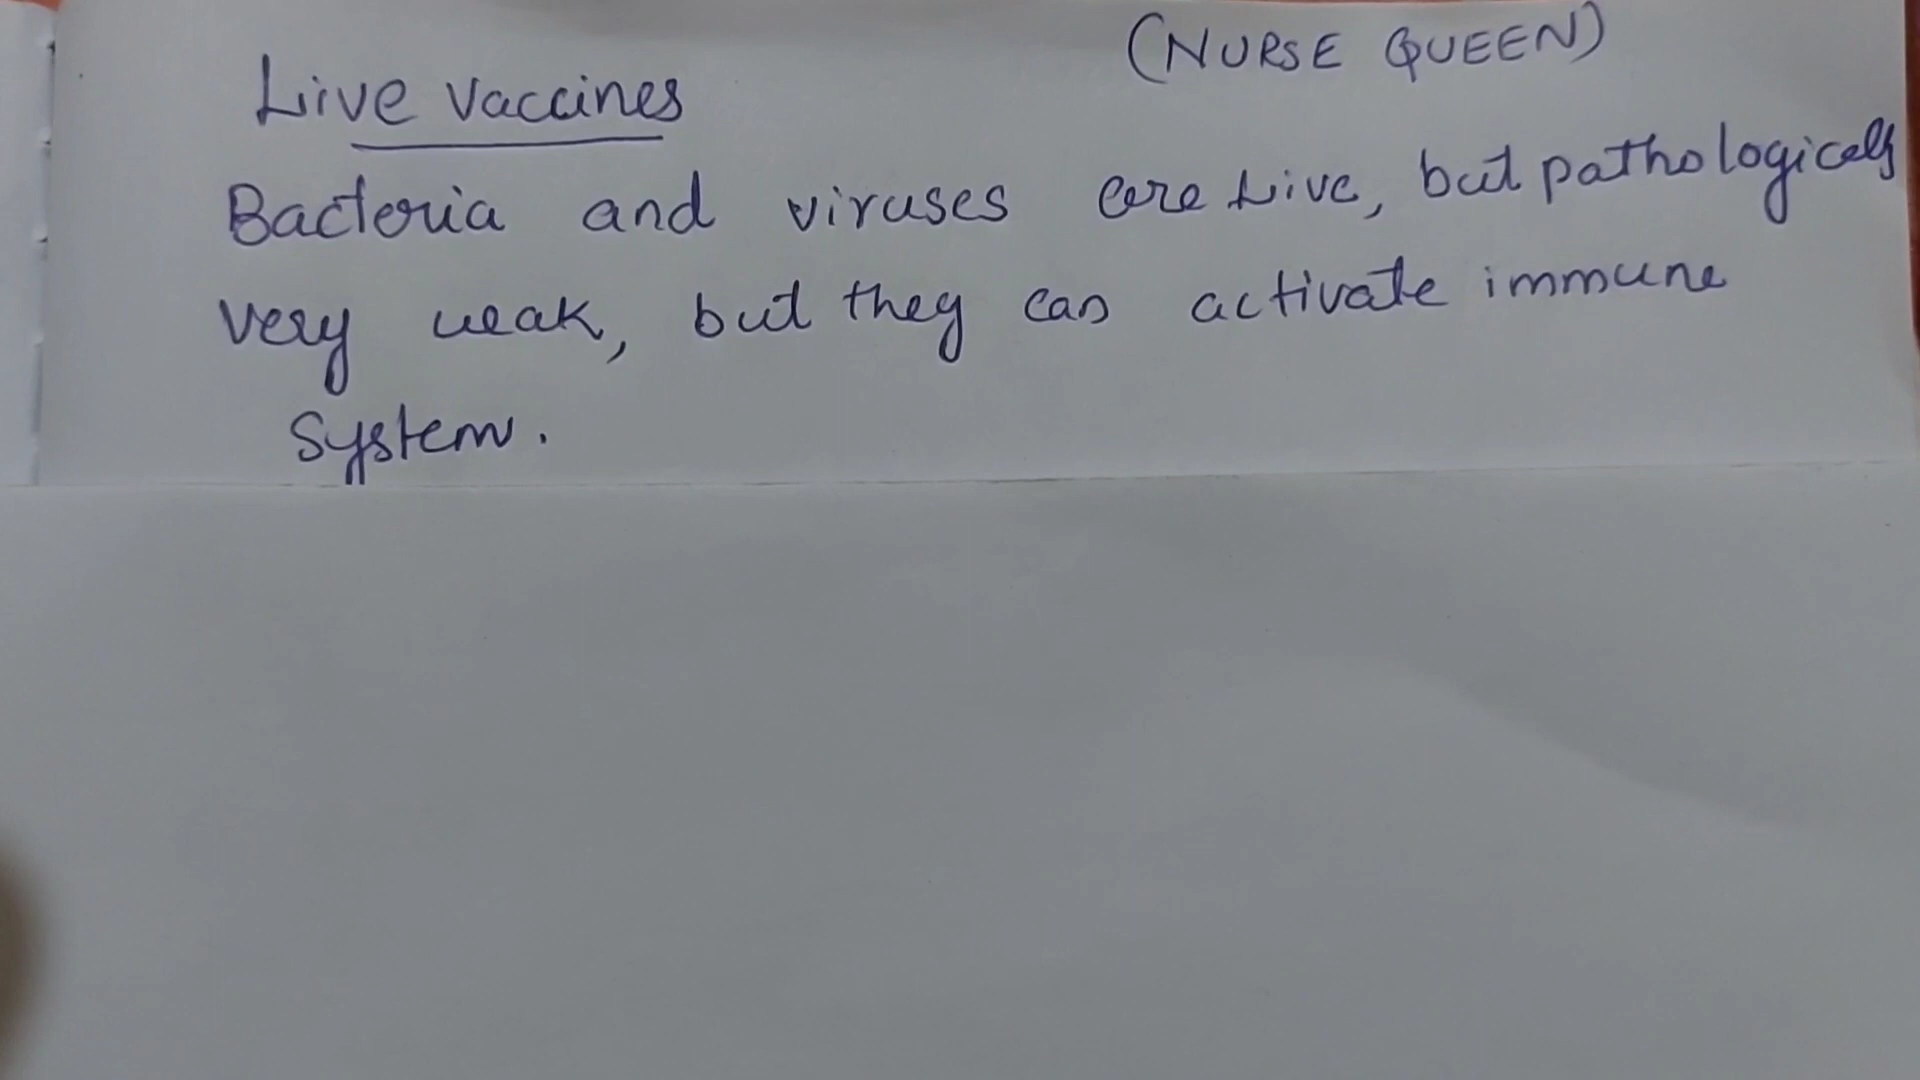 (NURSE QUEEN)
Live vaccines
Bacteria and viruses are Live, but pathologically
very weak, but they can activate immune
System.